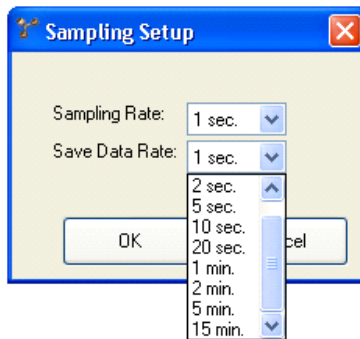 Sampling Setup
Sampling Rate: 1 sec.
Save Data Rate: 1 sec.
2 sec.
5 sec.
10 sec.
20 sec.
1 min.
2 min.
5 min.
15 min.
OK